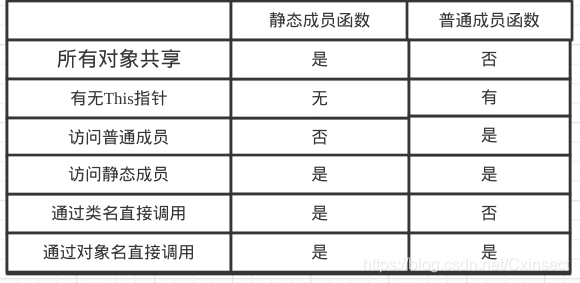 静态成员函数 普通成员函数
所有对象共享 是 否
有无This指针 无 有
访问普通成员 否 是
访问静态成员 是 是
通过类名直接调用 是 否
通过对象名直接调用 是 是
https://blog.csdn.net/Cxinsect